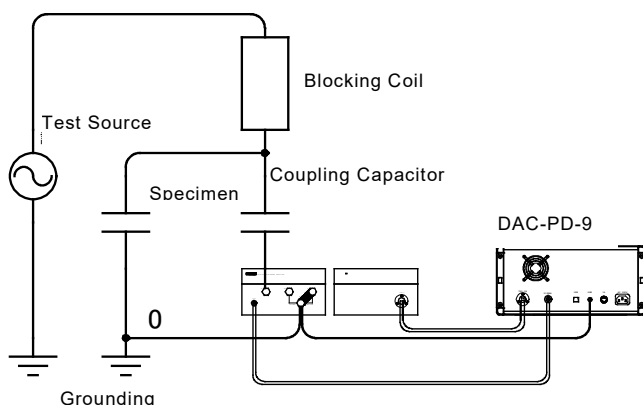 Blocking Coil
Test Source
Coupling Capacitor
Specimen
DAC-PD-9
0
Grounding